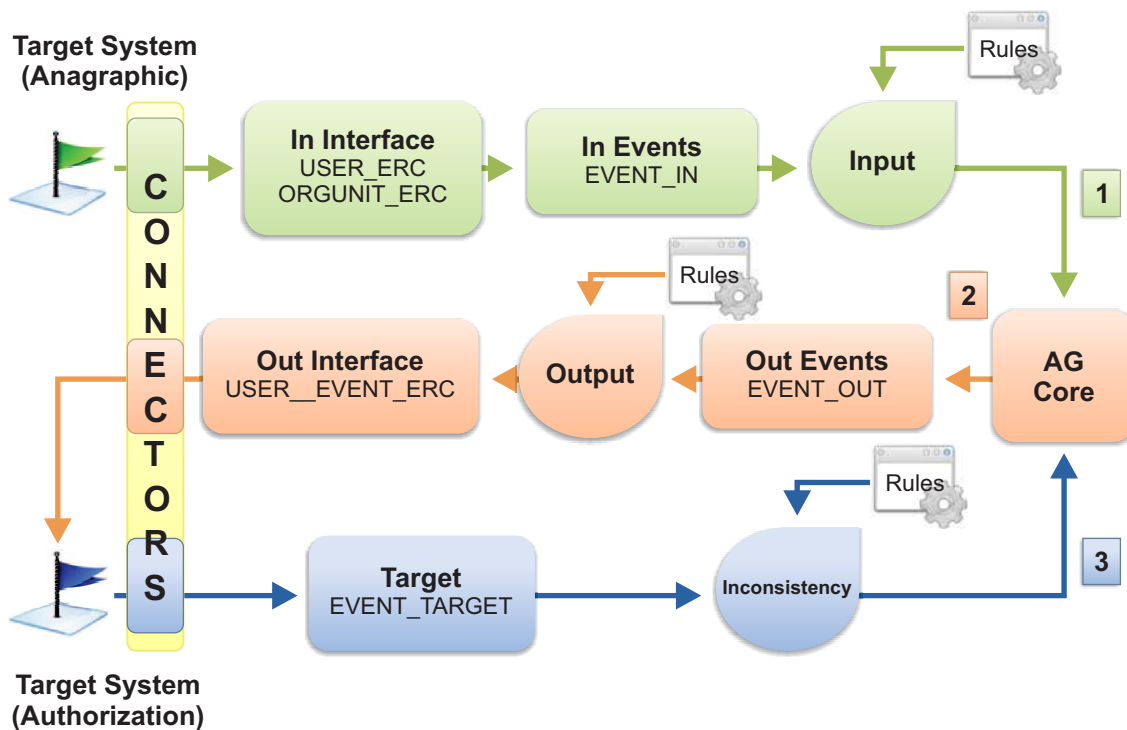 Target System
(Anagraphic)
Rules
CONNECTORS
In Interface
USER_ERC
ORGUNIT_ERC
In Events
EVENT_IN
Input
1
Rules
2
Out Interface
USER__EVENT_ERC
Output
Out Events
EVENT_OUT
AG
Core
Rules
Target
EVENT_TARGET
Inconsistency
3
Target System
(Authorization)